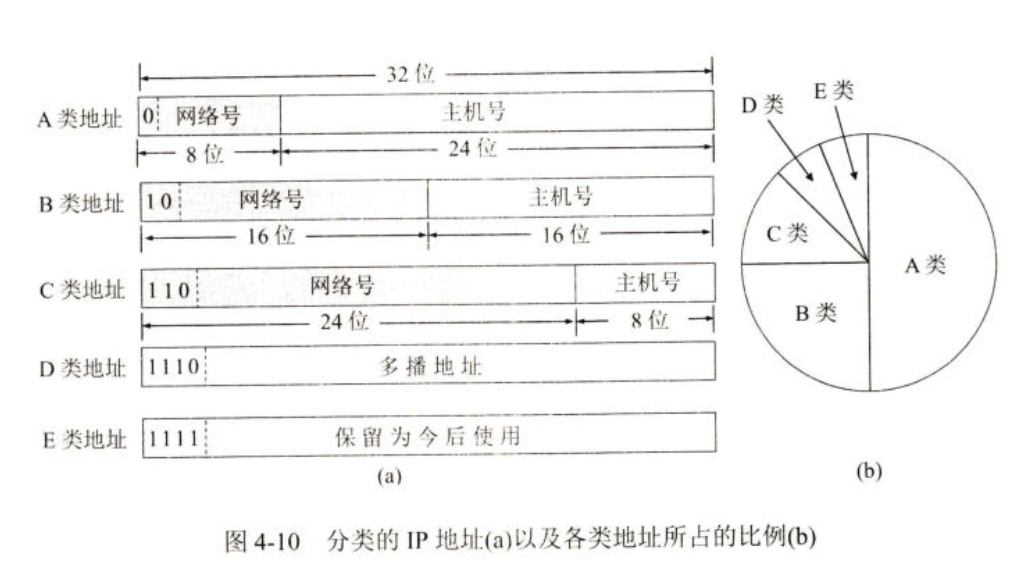 32 位
A 类地址 0 网络号 主机号
8 位 24 位
B 类地址 10 网络号 主机号
16 位 16 位
C 类地址 110 网络号 主机号
24 位 8 位
D 类地址 1110 多播地址
E 类地址 1111 保留为今后使用
(a)
D 类
E 类
C 类
A 类
B 类
(b)
图 4-10 分类的 IP 地址(a)以及各类地址所占的比例(b)